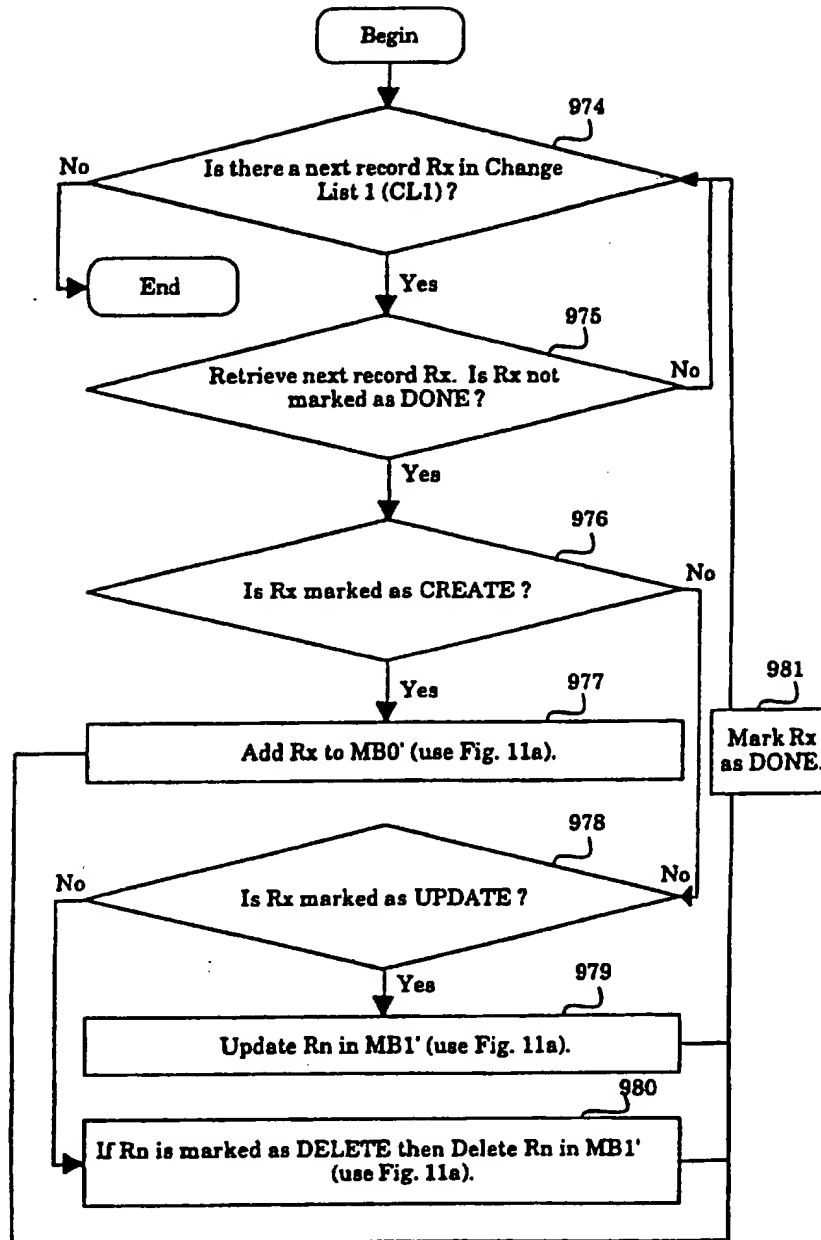 Begin
974
No
Is there a next record Rx in Change
List 1 (CL1) ?
End
Yes
975
Retrieve next record Rx. Is Rx not
marked as DONE ?
No
Yes
976
Is Rx marked as CREATE ?
No
Yes
977
981
Add Rx to MB0' (use Fig. 11a).
Mark Rx
as DONE.
978
No
Is Rx marked as UPDATE ?
No
Yes
979
Update Rn in MB1' (use Fig. 11a).
980
If Rn is marked as DELETE then Delete Rn in MB1'
(use Fig. 11a).